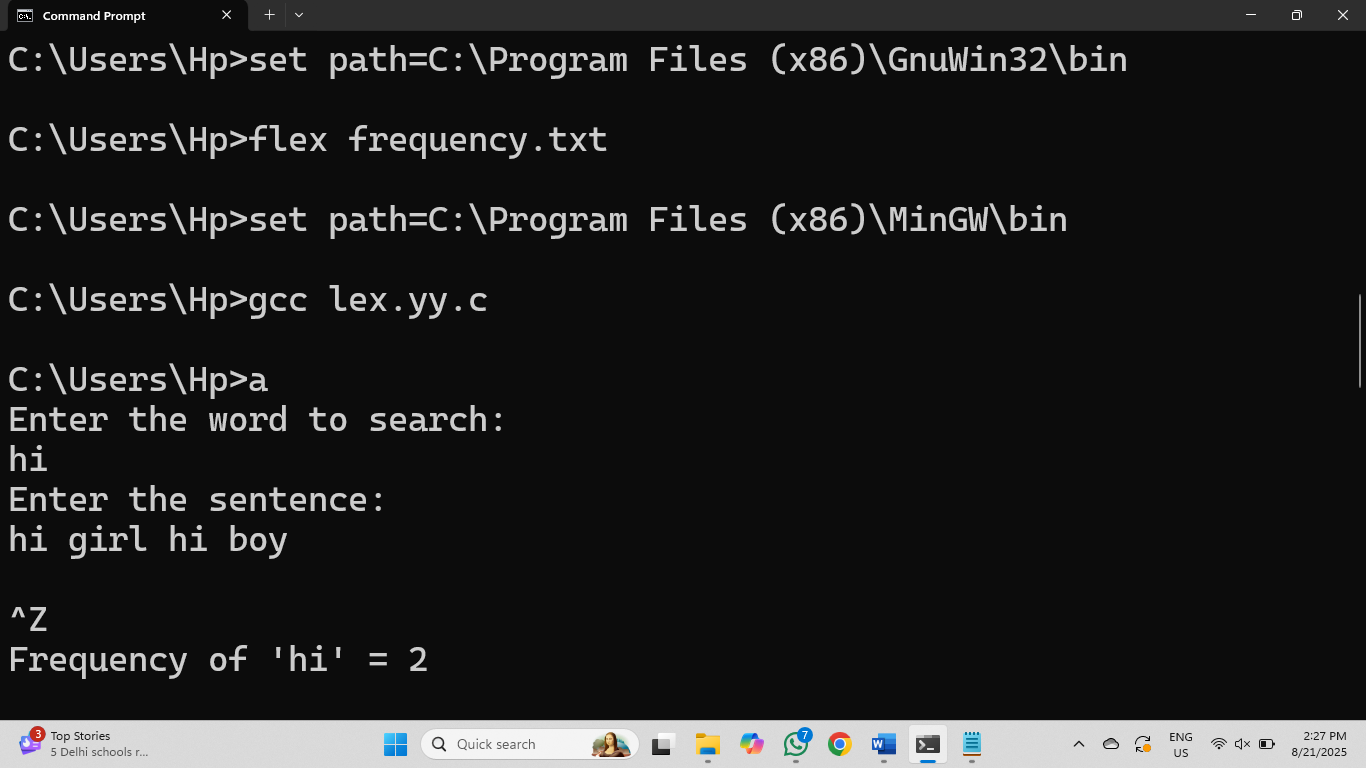 Command Prompt
C:\Users\Hp>set path=C:\Program Files (x86)\GnuWin32\bin
C:\Users\Hp>flex frequency.txt
C:\Users\Hp>set path=C:\Program Files (x86)\MinGW\bin
C:\Users\Hp>gcc lex.yy.c
C:\Users\Hp>a
Enter the word to search:
hi
Enter the sentence:
hi girl hi boy
^Z
Frequency of 'hi' = 2
3
Top Stories
5 Delhi schools r...
Quick search
7
ENG
US
2:27 PM
8/21/2025